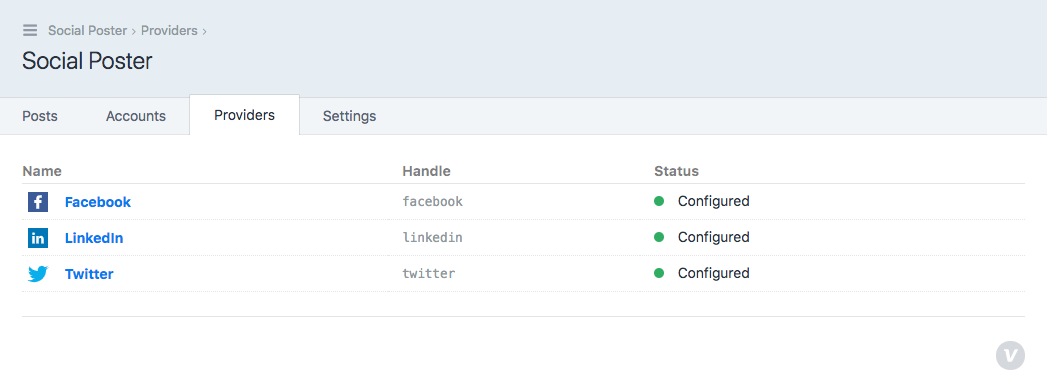 Social Poster › Providers ›
Social Poster
Posts Accounts Providers Settings
Name Handle Status
Facebook facebook Configured
LinkedIn linkedin Configured
Twitter twitter Configured